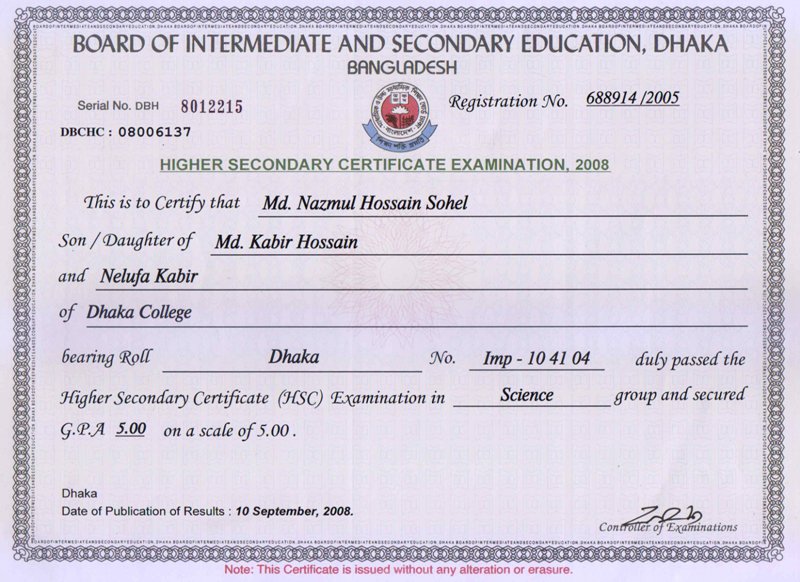 BOARD OF INTERMEDIATE AND SECONDARY EDUCATION, DHAKA
BANGLADESH
Serial No. DBH 8012215
Registration No. 688914 /2005
DBCHC : 08006137
HIGHER SECONDARY CERTIFICATE EXAMINATION, 2008
This is to Certify that Md. Nazmul Hossain Sohel
Son / Daughter of Md. Kabir Hossain
and Nelufa Kabir
of Dhaka College
bearing Roll Dhaka No. Imp - 10 41 04 duly passed the
Higher Secondary Certificate (HSC) Examination in Science group and secured
G.P.A 5.00 on a scale of 5.00 .
Dhaka
Date of Publication of Results : 10 September, 2008.
Controller of Examinations
Note: This Certificate is issued without any alteration or erasure.